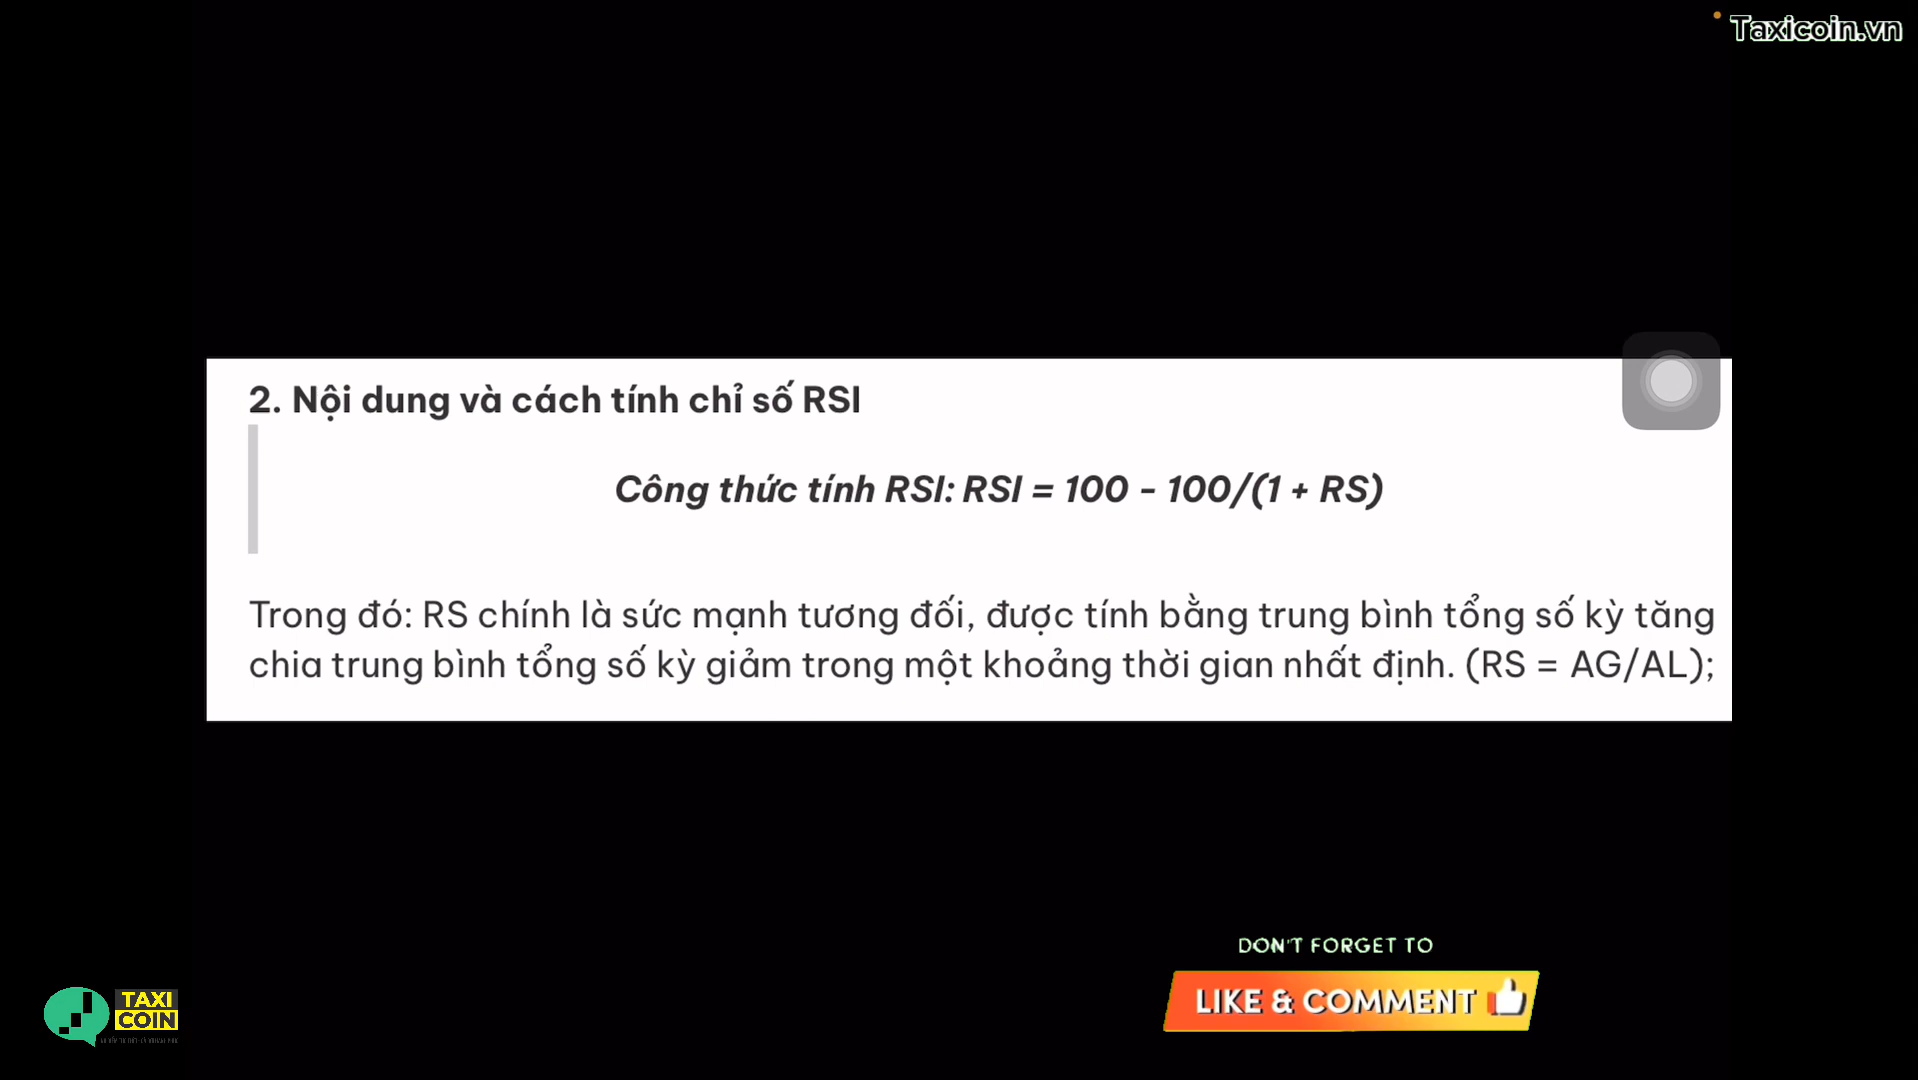 Taxicoin.vn
2. Nội dung và cách tính chỉ số RSI
Công thức tính RSI: RSI = 100 - 100/(1 + RS)
Trong đó: RS chính là sức mạnh tương đối, được tính bằng trung bình tổng số kỳ tăng
chia trung bình tổng số kỳ giảm trong một khoảng thời gian nhất định. (RS = AG/AL);
DON'T FORGET TO
LIKE & COMMENT
TAXI
COIN